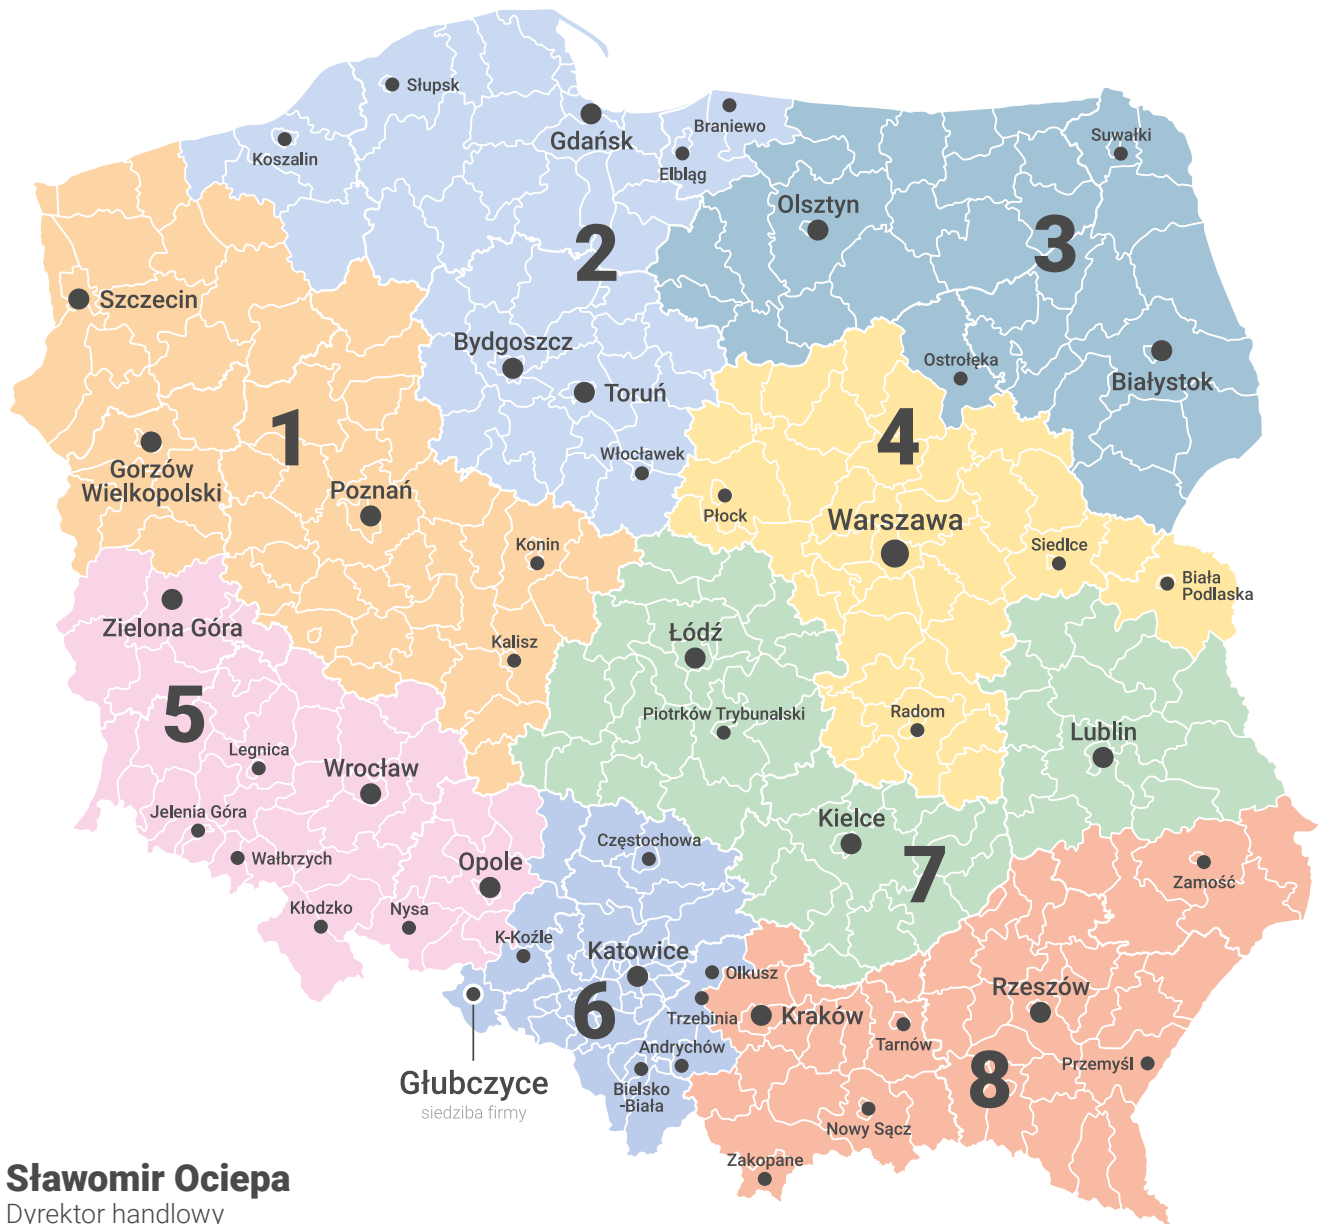 Słupsk
Gdańsk
Braniewo
Koszalin
Elbląg
Suwałki
Olsztyn
2
3
Szczecin
Bydgoszcz
Toruń
Ostrołęka
Białystok
1
4
Gorzów
Wielkopolski
Poznań
Włocławek
Płock
Warszawa
Konin
Siedlce
Biała
Podlaska
Zielona Góra
Łódź
Kalisz
5
Piotrków Trybunalski
Radom
Lublin
Legnica
Wrocław
Jelenia Góra
Kielce
Wałbrzych
Opole
Częstochowa
7
Zamość
Kłodzko
Nysa
K-Koźle
Katowice
Olkusz
Rzeszów
6
Trzebinia
Kraków
Tarnów
Andrychów
Przemyśl
8
Głubczyce
siedziba firmy
Bielsko
-Biała
Nowy Sącz
Zakopane
Sławomir Ociepa
Dyrektor handlowy